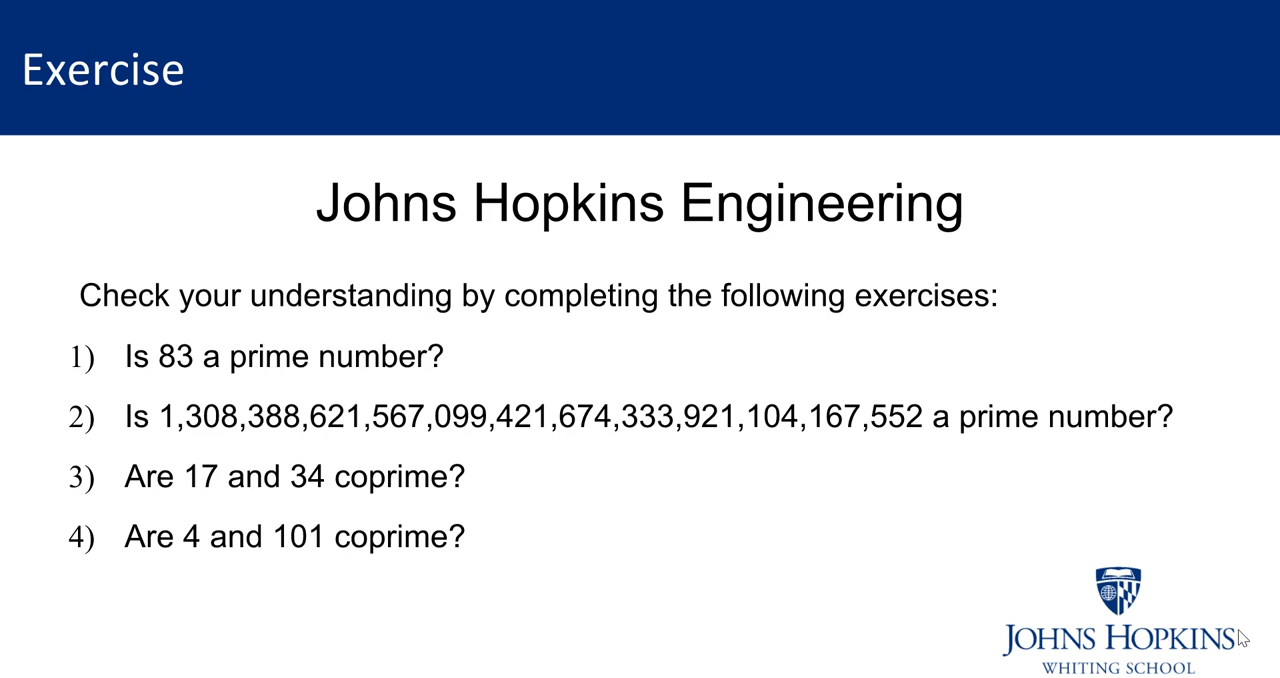 Exercise
Johns Hopkins Engineering
Check your understanding by completing the following exercises:
1) Is 83 a prime number?
2) Is 1,308,388,621,567,099,421,674,333,921,104,167,552 a prime number?
3) Are 17 and 34 coprime?
4) Are 4 and 101 coprime?
JOHNS HOPKINS
WHITING SCHOOL